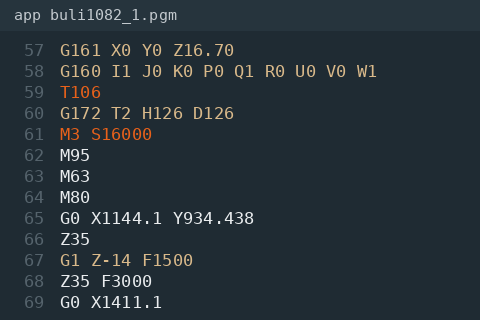 app buli1082_1.pgm
57 G161 X0 Y0 Z16.70
58 G160 I1 J0 K0 P0 Q1 R0 U0 V0 W1
59 T106
60 G172 T2 H126 D126
61 M3 S16000
62 M95
63 M63
64 M80
65 G0 X1144.1 Y934.438
66 Z35
67 G1 Z-14 F1500
68 Z35 F3000
69 G0 X1411.1